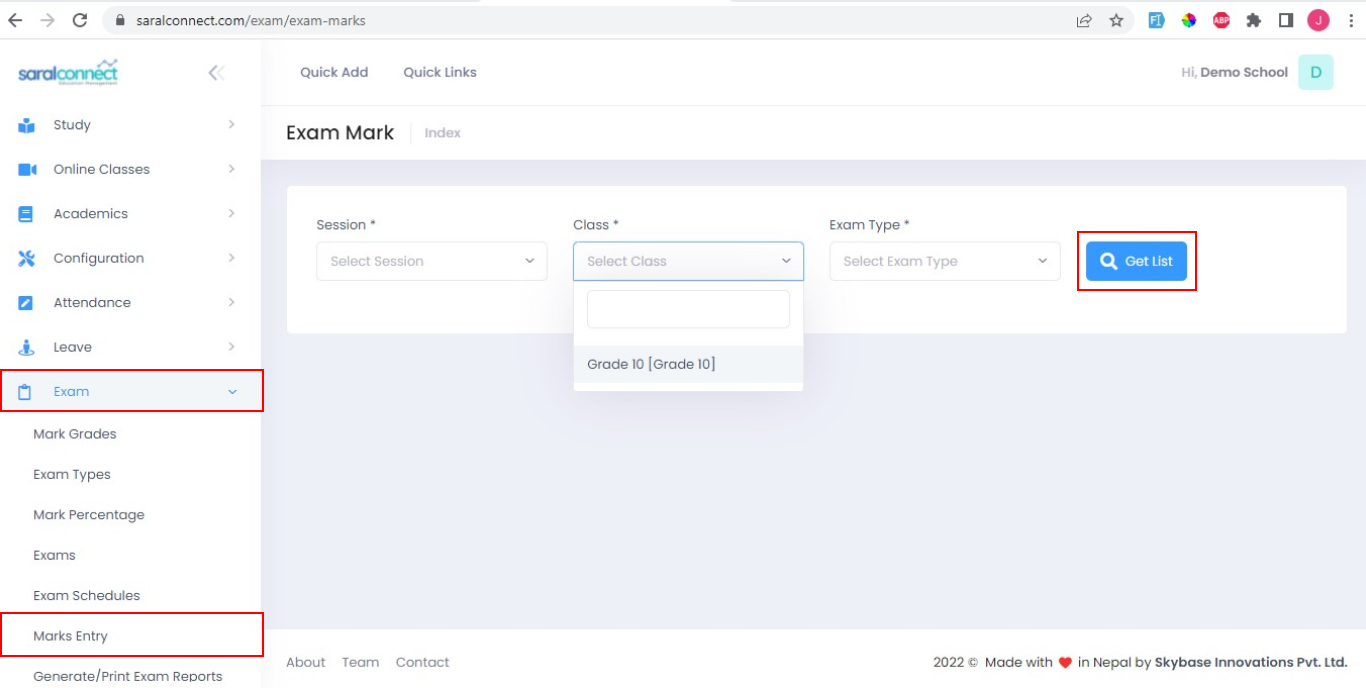 saralconnect.com/exam/exam-marks
FI
ABP
J
saralconnect
Education Management
Quick Add
Quick Links
Hi, Demo School
D
Study
Online Classes
Academics
Configuration
Attendance
Leave
Exam
Mark Grades
Exam Types
Mark Percentage
Exams
Exam Schedules
Marks Entry
Generate/Print Exam Reports
Exam Mark
Index
Session *
Class *
Exam Type *
Select Session
Select Class
Select Exam Type
Get List
Grade 10 [Grade 10]
About
Team
Contact
2022 © Made with ❤ in Nepal by Skybase Innovations Pvt. Ltd.